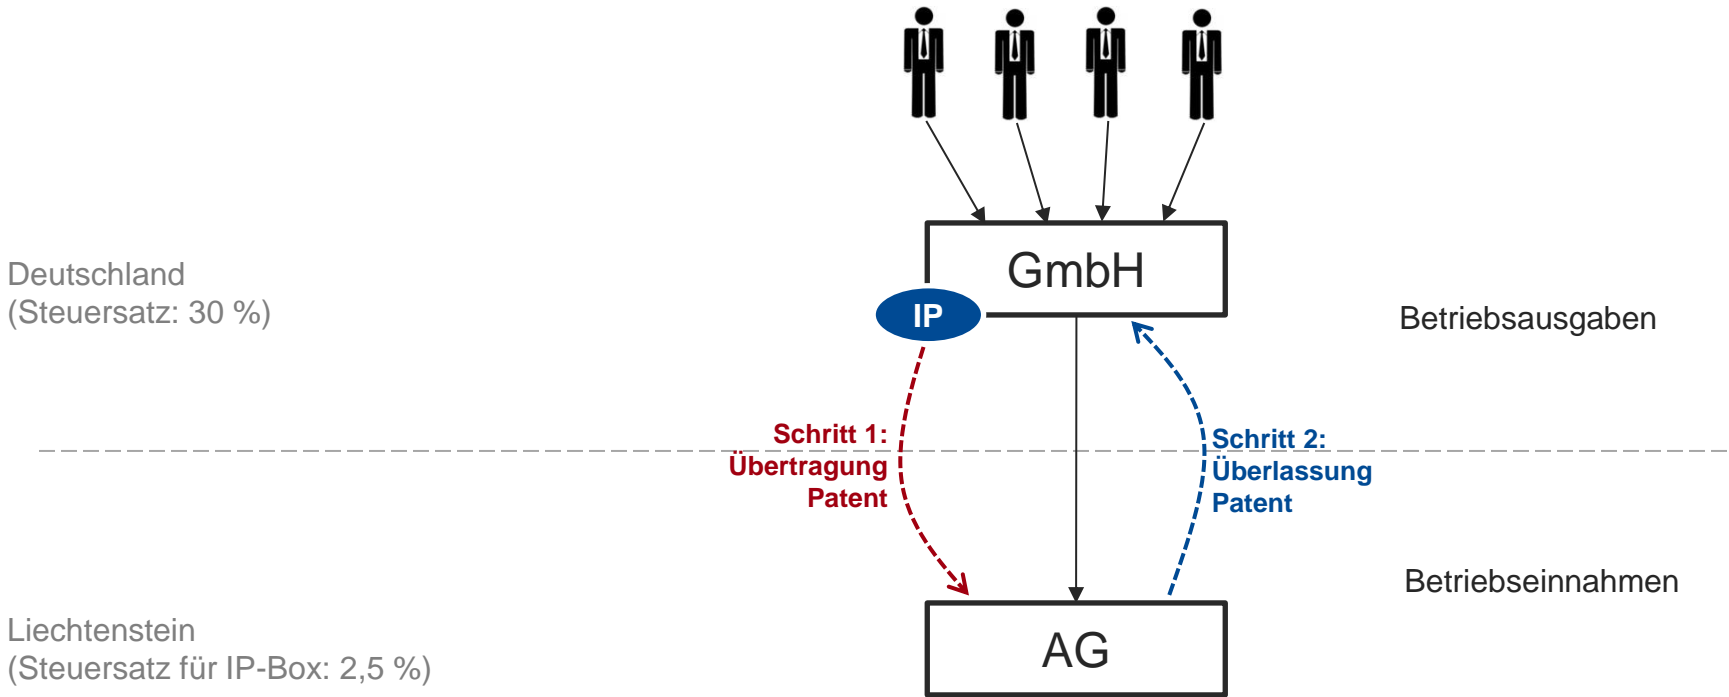 GmbH
Deutschland
(Steuersatz: 30 %)
IP
Betriebsausgaben
Schritt 1:
Übertragung
Patent
Schritt 2:
Überlassung
Patent
Betriebseinnahmen
Liechtenstein
(Steuersatz für IP-Box: 2,5 %)
AG